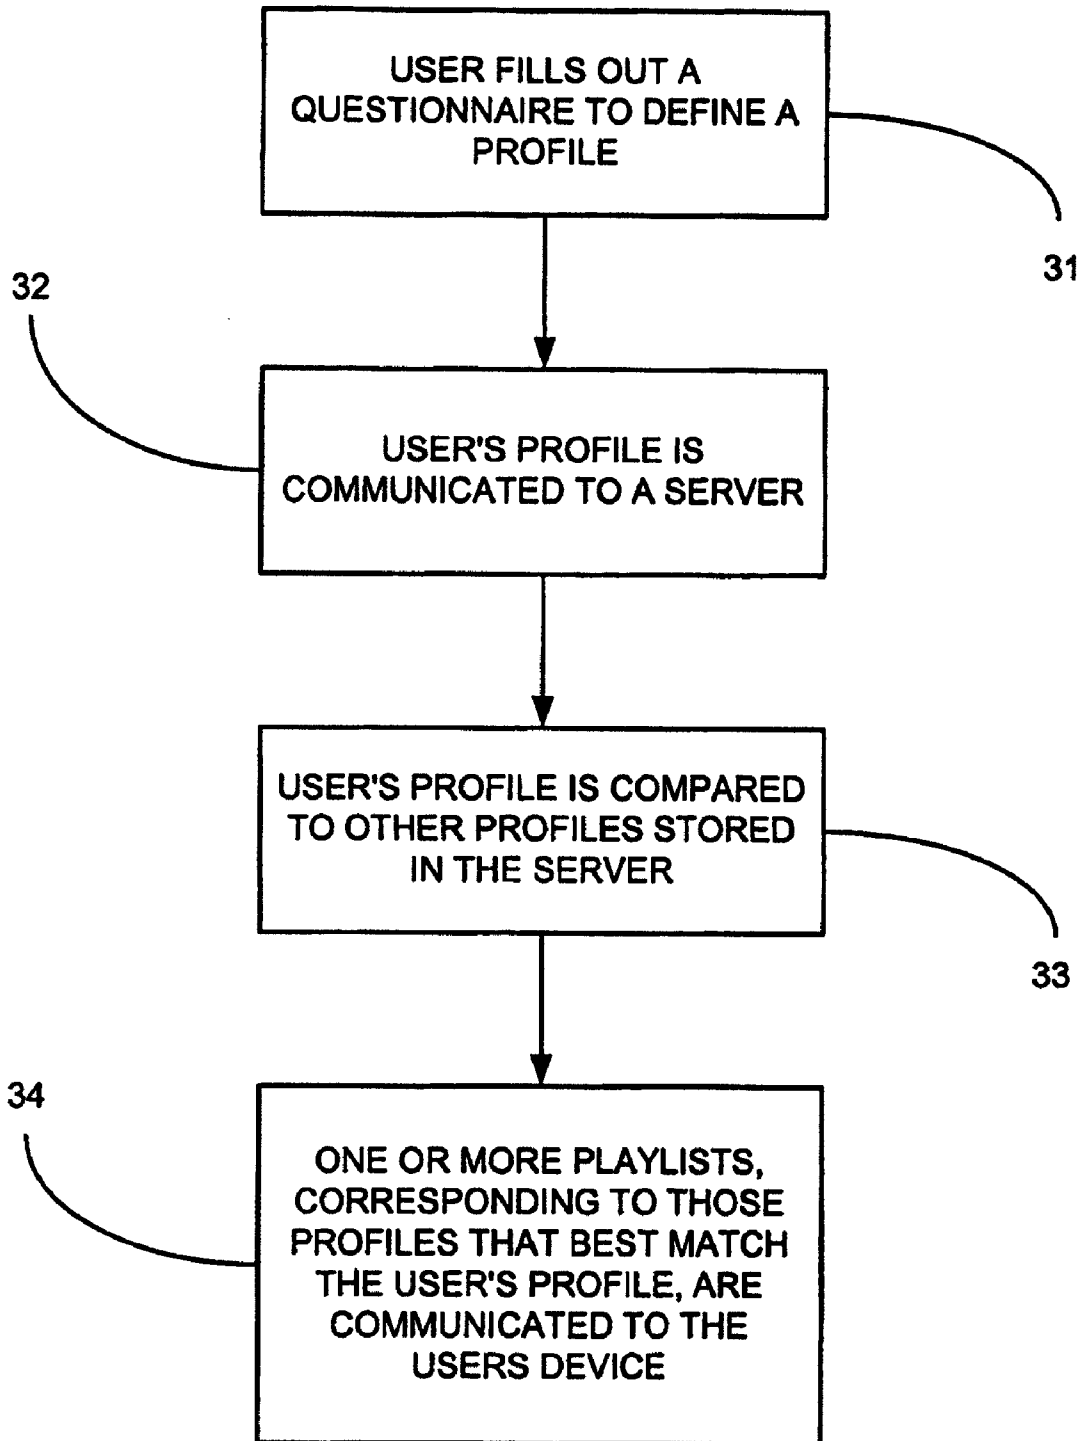 USER FILLS OUT A
QUESTIONNAIRE TO DEFINE A
PROFILE
31
32
USER'S PROFILE IS
COMMUNICATED TO A SERVER
USER'S PROFILE IS COMPARED
TO OTHER PROFILES STORED
IN THE SERVER
33
34
ONE OR MORE PLAYLISTS,
CORRESPONDING TO THOSE
PROFILES THAT BEST MATCH
THE USER'S PROFILE, ARE
COMMUNICATED TO THE
USERS DEVICE